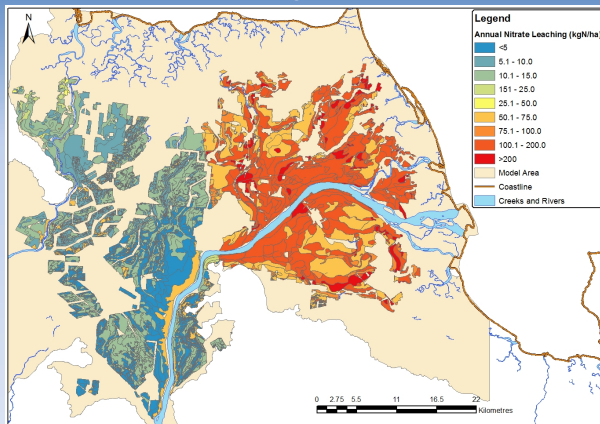 N
Legend
Annual Nitrate Leaching (kgN/ha)
<5
5.1 - 10.0
10.1 - 15.0
151 - 25.0
25.1 - 50.0
50.1 - 75.0
75.1 - 100.0
100.1 - 200.0
>200
Model Area
Coastline
Creeks and Rivers
0 2.75 5.5 11 16.5 22
Kilometres